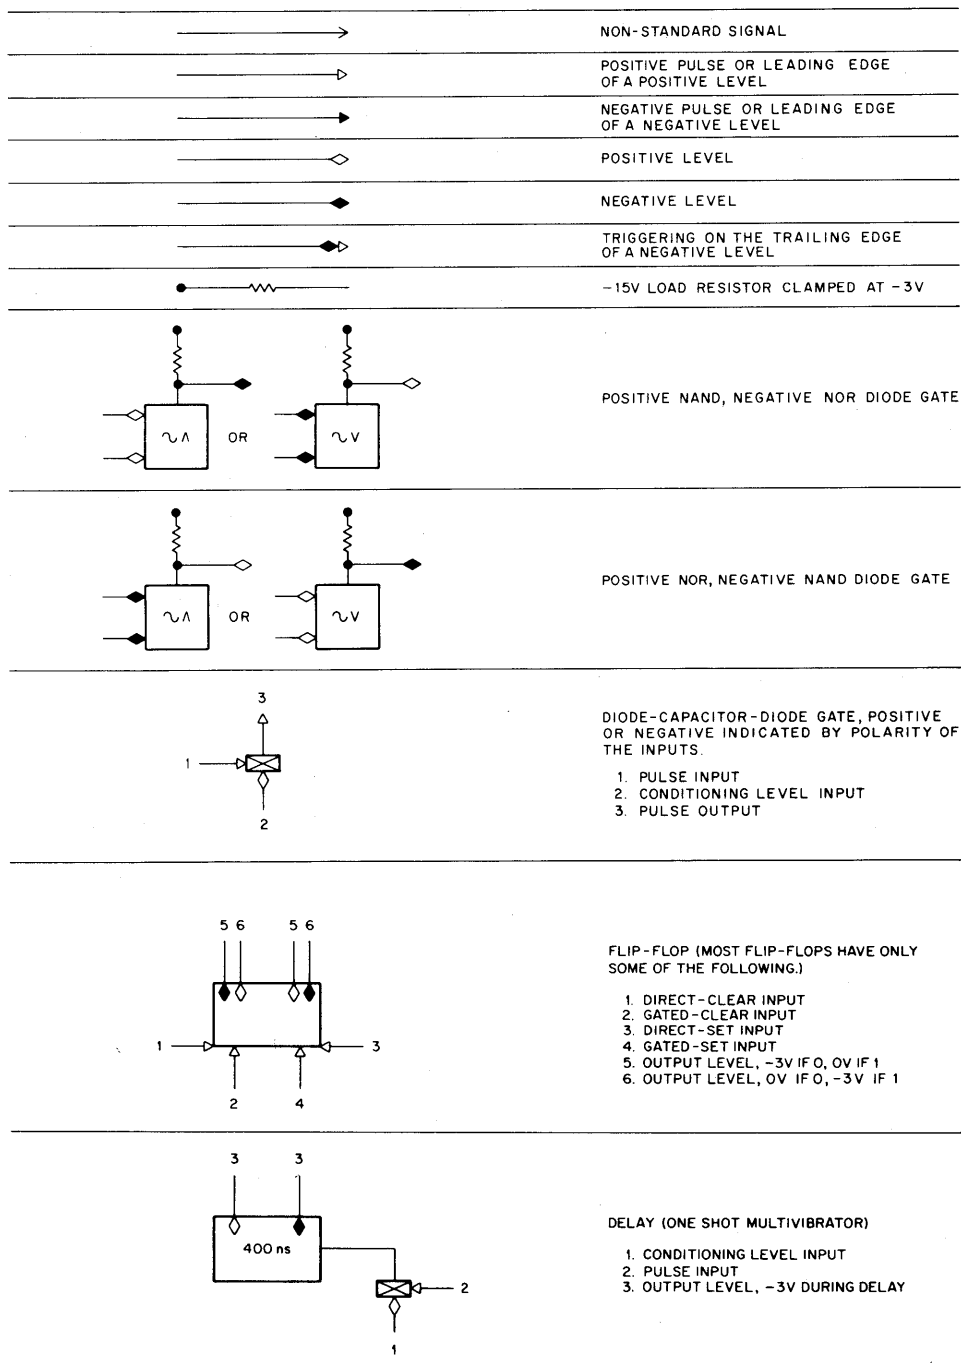 NON-STANDARD SIGNAL
POSITIVE PULSE OR LEADING EDGE
OF A POSITIVE LEVEL
NEGATIVE PULSE OR LEADING EDGE
OF A NEGATIVE LEVEL
POSITIVE LEVEL
NEGATIVE LEVEL
TRIGGERING ON THE TRAILING EDGE
OF A NEGATIVE LEVEL
-15V LOAD RESISTOR CLAMPED AT -3V
∿∧ OR ∿∨
POSITIVE NAND, NEGATIVE NOR DIODE GATE
∿∧ OR ∿∨
POSITIVE NOR, NEGATIVE NAND DIODE GATE
3
1
2
DIODE-CAPACITOR-DIODE GATE, POSITIVE
OR NEGATIVE INDICATED BY POLARITY OF
THE INPUTS.
1. PULSE INPUT
2. CONDITIONING LEVEL INPUT
3. PULSE OUTPUT
5 6 5 6
1 3
2 4
FLIP-FLOP (MOST FLIP-FLOPS HAVE ONLY
SOME OF THE FOLLOWING.)
1. DIRECT-CLEAR INPUT
2. GATED-CLEAR INPUT
3. DIRECT-SET INPUT
4. GATED-SET INPUT
5. OUTPUT LEVEL, -3V IF 0, 0V IF 1
6. OUTPUT LEVEL, 0V IF 0, -3V IF 1
3 3
400 ns
2
1
DELAY (ONE SHOT MULTIVIBRATOR)
1. CONDITIONING LEVEL INPUT
2. PULSE INPUT
3. OUTPUT LEVEL, -3V DURING DELAY